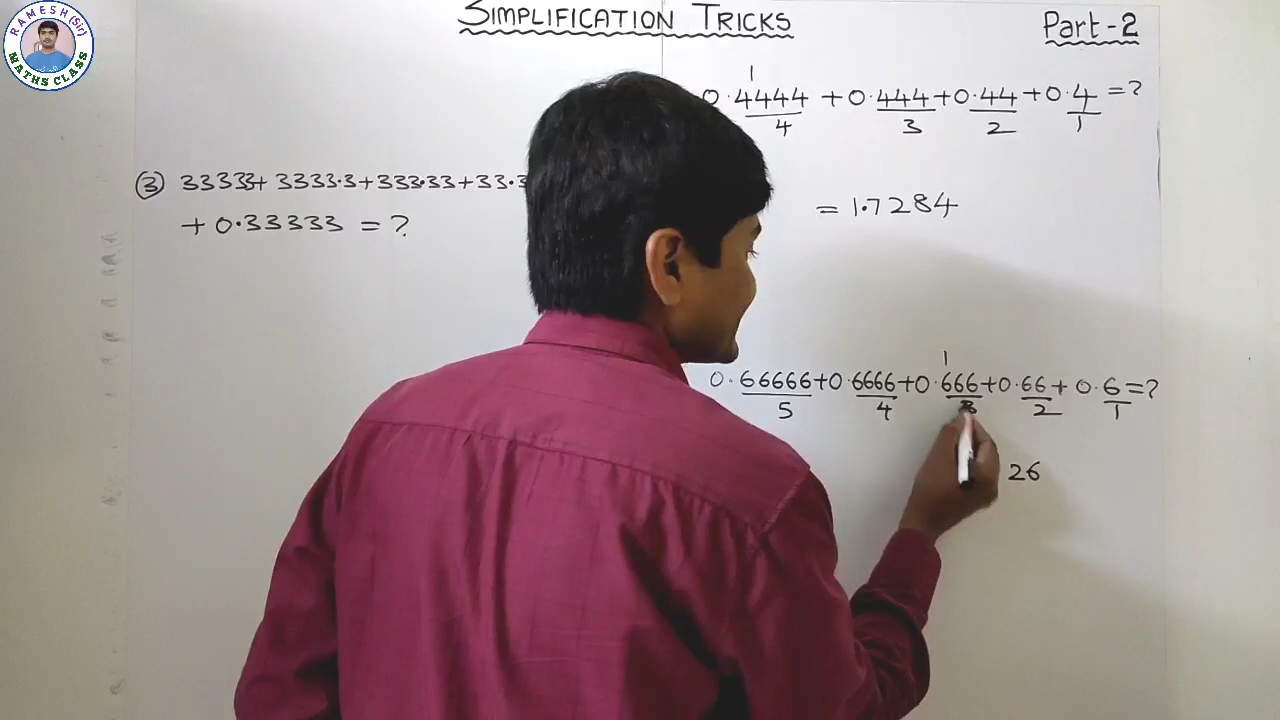 RAMESH (Sir)
MATHS CLASS
SIMPLIFICATION TRICKS
Part-2
1
0.4444 + 0.444 + 0.44 + 0.4 = ?
4 3 2 1
= 1.7284
③ 33333 + 3333.3 + 333.33 + 33.3
+ 0.33333 = ?
1
0.66666 + 0.6666 + 0.666 + 0.66 + 0.6 = ?
5 4 3 2 1
26